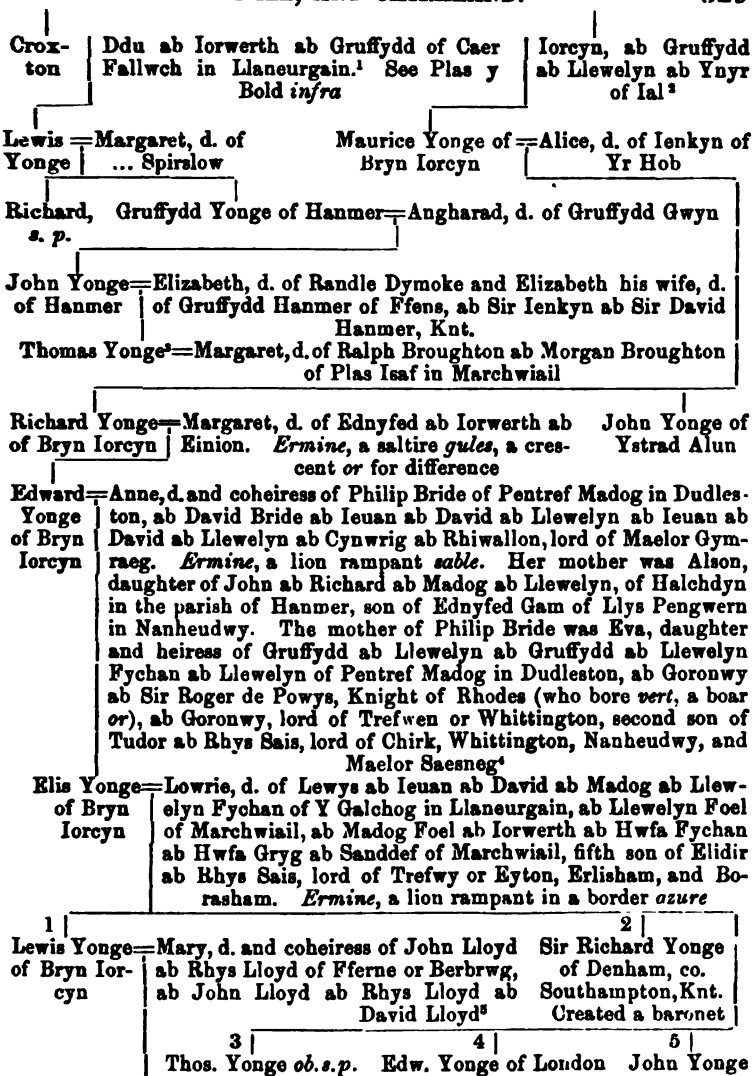 Crox- Ddu ab Iorwerth ab Gruffydd of Caer Iorcyn, ab Gruffydd
ton Fallwch in Llaneurgain.¹ See Plas y ab Llewelyn ab Ynyr
Bold infra of Ial ²
Lewis = Margaret, d. of Maurice Yonge of = Alice, d. of Ienkyn of
Yonge ... Spirslow Bryn Iorcyn Yr Hob
Richard, Gruffydd Yonge of Hanmer = Angharad, d. of Gruffydd Gwyn
s. p.
John Yonge = Elizabeth, d. of Randle Dymoke and Elizabeth his wife, d.
of Hanmer of Gruffydd Hanmer of Ffens, ab Sir Ienkyn ab Sir David
Hanmer, Knt.
Thomas Yonge³ = Margaret, d. of Ralph Broughton ab Morgan Broughton
of Plas Isaf in Marchwiail
Richard Yonge = Margaret, d. of Ednyfed ab Iorwerth ab John Yonge of
of Bryn Iorcyn Einion. Ermine, a saltire gules, a cres- Ystrad Alun
cent or for difference
Edward = Anne, d. and coheiress of Philip Bride of Pentref Madog in Dudles-
Yonge ton, ab David Bride ab Ieuan ab David ab Llewelyn ab Ieuan ab
of Bryn David ab Llewelyn ab Cynwrig ab Rhiwallon, lord of Maelor Gym-
Iorcyn raeg. Ermine, a lion rampant sable. Her mother was Alson,
daughter of John ab Richard ab Madog ab Llewelyn, of Halchdyn
in the parish of Hanmer, son of Ednyfed Gam of Llys Pengwern
in Nanheudwy. The mother of Philip Bride was Eva, daughter
and heiress of Gruffydd ab Llewelyn ab Gruffydd ab Llewelyn
Fychan ab Llewelyn of Pentref Madog in Dudleston, ab Goronwy
ab Sir Roger de Powys, Knight of Rhodes (who bore vert, a boar
or), ab Goronwy, lord of Trefwen or Whittington, second son of
Tudor ab Rhys Sais, lord of Chirk, Whittington, Nanheudwy, and
Maelor Saesneg⁴
Elis Yonge = Lowrie, d. of Lewys ab Ieuan ab David ab Madog ab Llew-
of Bryn elyn Fychan of Y Galchog in Llaneurgain, ab Llewelyn Foel
Iorcyn of Marchwiail, ab Madog Foel ab Iorwerth ab Hwfa Fychan
ab Hwfa Gryg ab Sanddef of Marchwiail, fifth son of Elidir
ab Rhys Sais, lord of Trefwy or Eyton, Erlisham, and Bo-
rasham. Ermine, a lion rampant in a border azure
1 2
Lewis Yonge = Mary, d. and coheiress of John Lloyd Sir Richard Yonge
of Bryn Ior- ab Rhys Lloyd of Fferne or Berbrwg, of Denham, co.
cyn ab John Lloyd ab Rhys Lloyd ab Southampton, Knt.
David Lloyd⁵ Created a baronet
3 4 5
Thos. Yonge ob. s. p. Edw. Yonge of London John Yonge